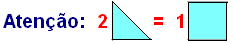 Atenção: 2 = 1